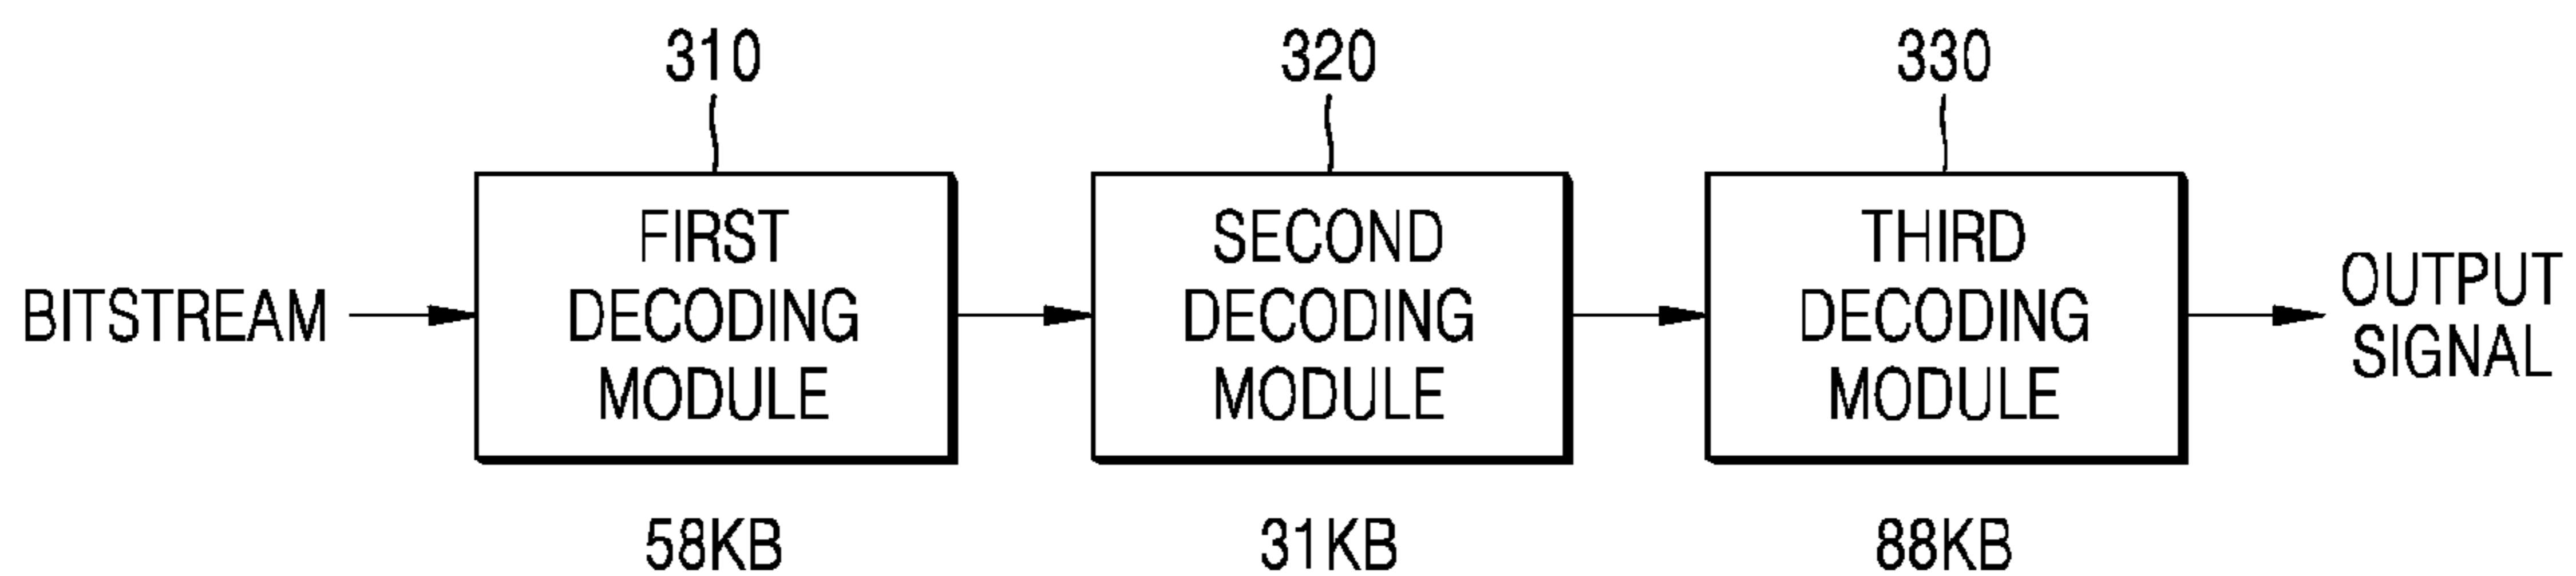 310
320
330
BITSTREAM
FIRST
DECODING
MODULE
SECOND
DECODING
MODULE
THIRD
DECODING
MODULE
OUTPUT
SIGNAL
58KB
31KB
88KB